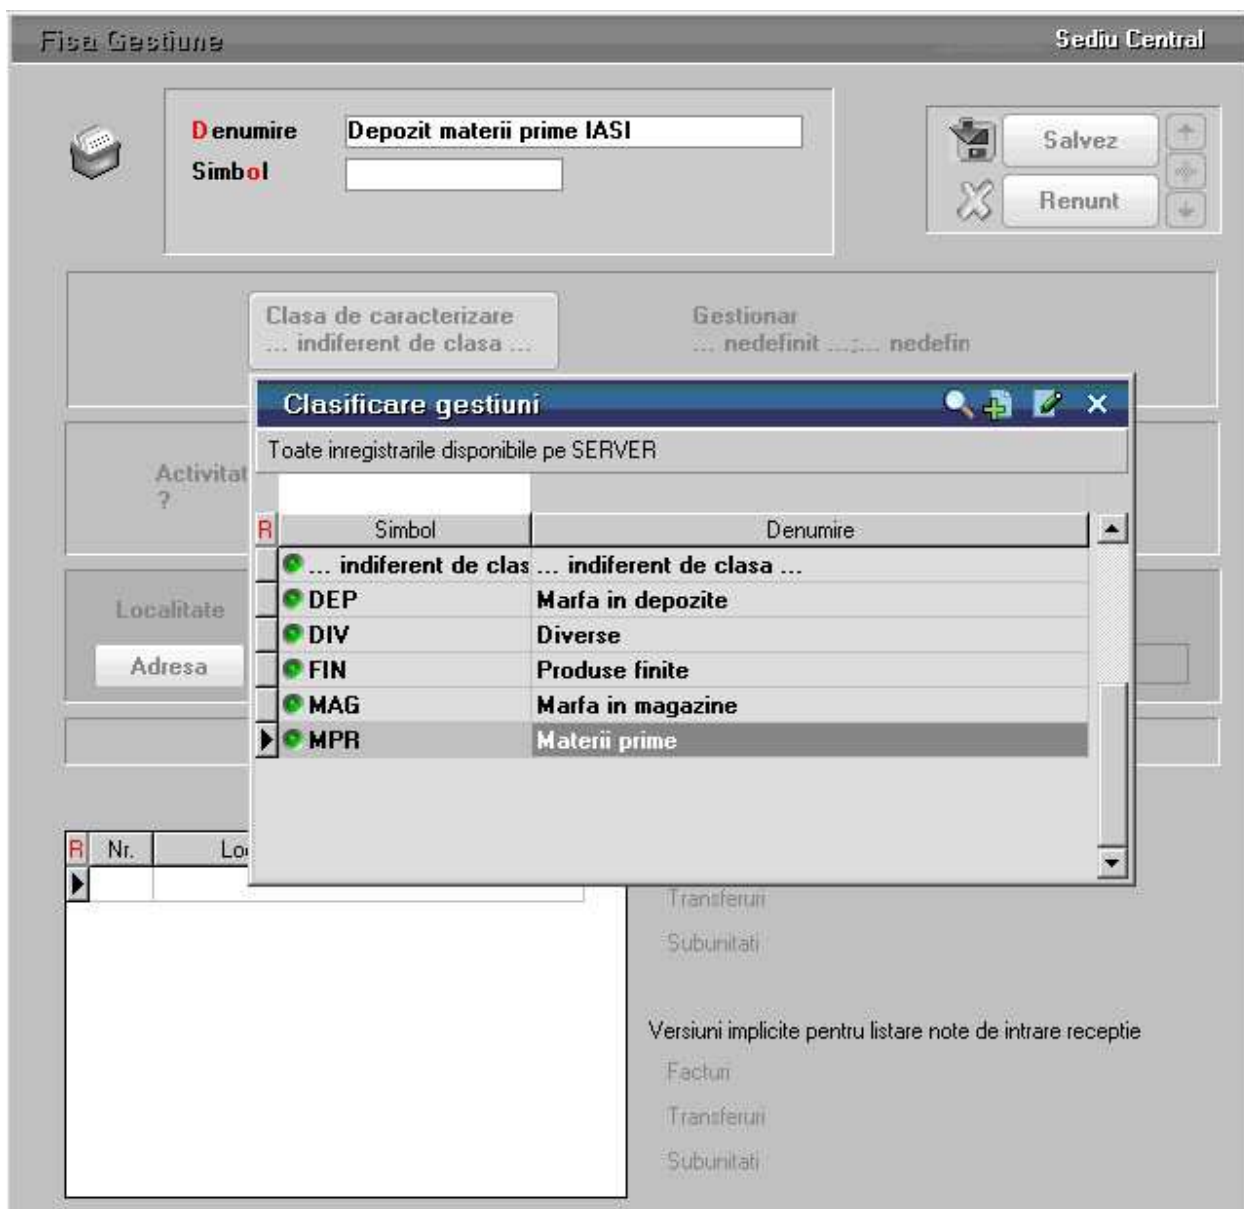 Fisa Gestiune
Sediu Central
Denumire
Depozit materii prime IASI
Simbol
Salvez
Renunt
Clasa de caracterizare
... indiferent de clasa ...
Gestionar
... nedefinit ...;... nedefin
Clasificare gestiuni
Toate inregistrarile disponibile pe SERVER
Activitat
?
R Simbol Denumire
... indiferent de clas ... indiferent de clasa ...
DEP Marfa in depozite
DIV Diverse
FIN Produse finite
MAG Marfa in magazine
MPR Materii prime
Localitate
Adresa
R Nr. Loc
Transferuri
Subunitati
Versiuni implicite pentru listare note de intrare receptie
Facturi
Transferuri
Subunitati